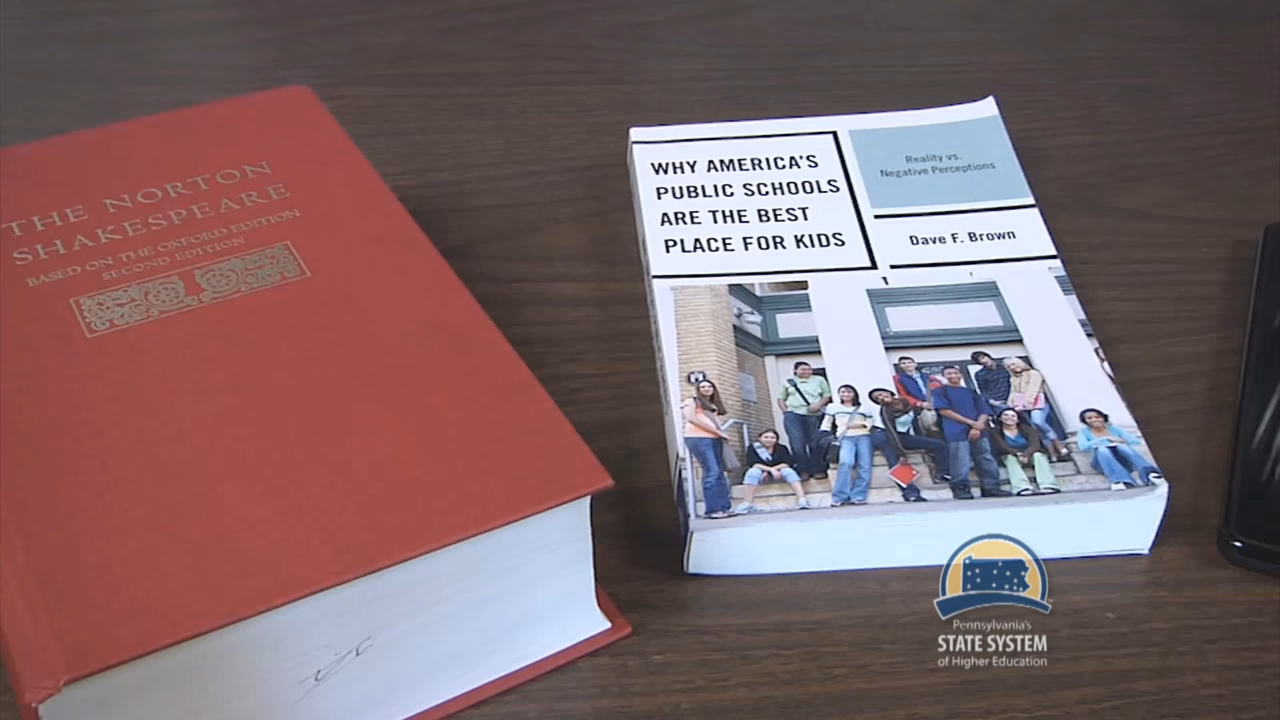 THE NORTON
SHAKESPEARE
BASED ON THE OXFORD EDITION
SECOND EDITION
WHY AMERICA'S
PUBLIC SCHOOLS
ARE THE BEST
PLACE FOR KIDS
Reality vs.
Negative Perceptions
Dave F. Brown
Pennsylvania's
STATE SYSTEM
of Higher Education